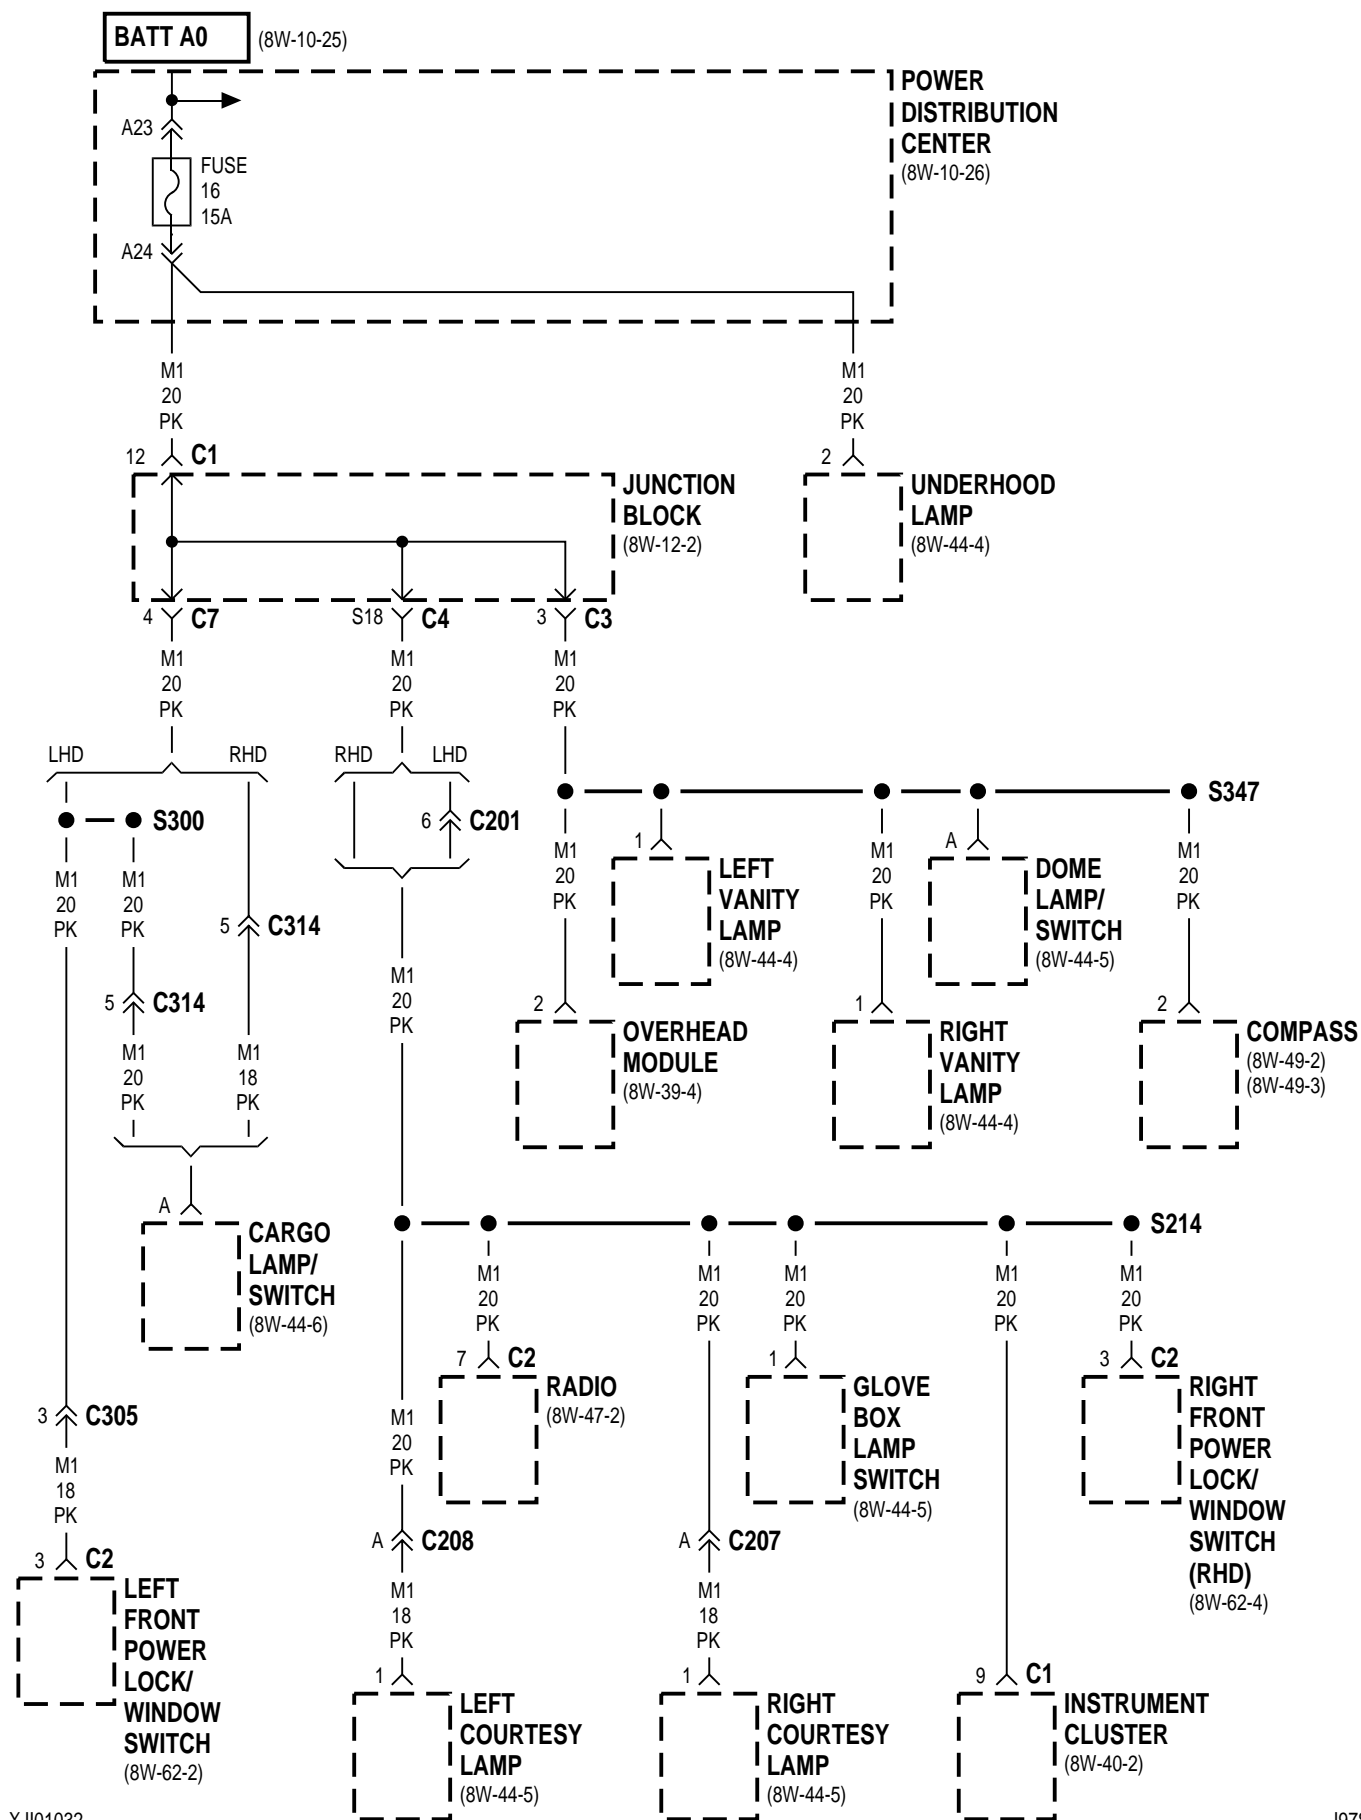 BATT A0 (8W-10-25)
POWER
DISTRIBUTION
CENTER
(8W-10-26)
A23
FUSE
16
15A
A24
M1
20
PK
M1
20
PK
12 C1
2
JUNCTION
BLOCK
(8W-12-2)
UNDERHOOD
LAMP
(8W-44-4)
4 C7
S18 C4
3 C3
M1
20
PK
M1
20
PK
M1
20
PK
LHD RHD
RHD LHD
S300
6 C201
S347
M1
20
PK
M1
20
PK
5 C314
5 C314
M1
20
PK
M1
18
PK
A
CARGO
LAMP/
SWITCH
(8W-44-6)
M1
20
PK
M1
20
PK
2
OVERHEAD
MODULE
(8W-39-4)
1
LEFT
VANITY
LAMP
(8W-44-4)
M1
20
PK
1
RIGHT
VANITY
LAMP
(8W-44-4)
A
DOME
LAMP/
SWITCH
(8W-44-5)
M1
20
PK
2
COMPASS
(8W-49-2)
(8W-49-3)
S214
M1
20
PK
7 C2
RADIO
(8W-47-2)
M1
20
PK
M1
20
PK
1
GLOVE
BOX
LAMP
SWITCH
(8W-44-5)
M1
20
PK
M1
20
PK
3 C2
RIGHT
FRONT
POWER
LOCK/
WINDOW
SWITCH
(RHD)
(8W-62-4)
3 C305
M1
18
PK
3 C2
LEFT
FRONT
POWER
LOCK/
WINDOW
SWITCH
(8W-62-2)
M1
20
PK
A C208
M1
18
PK
1
LEFT
COURTESY
LAMP
(8W-44-5)
A C207
M1
18
PK
1
RIGHT
COURTESY
LAMP
(8W-44-5)
9 C1
INSTRUMENT
CLUSTER
(8W-40-2)